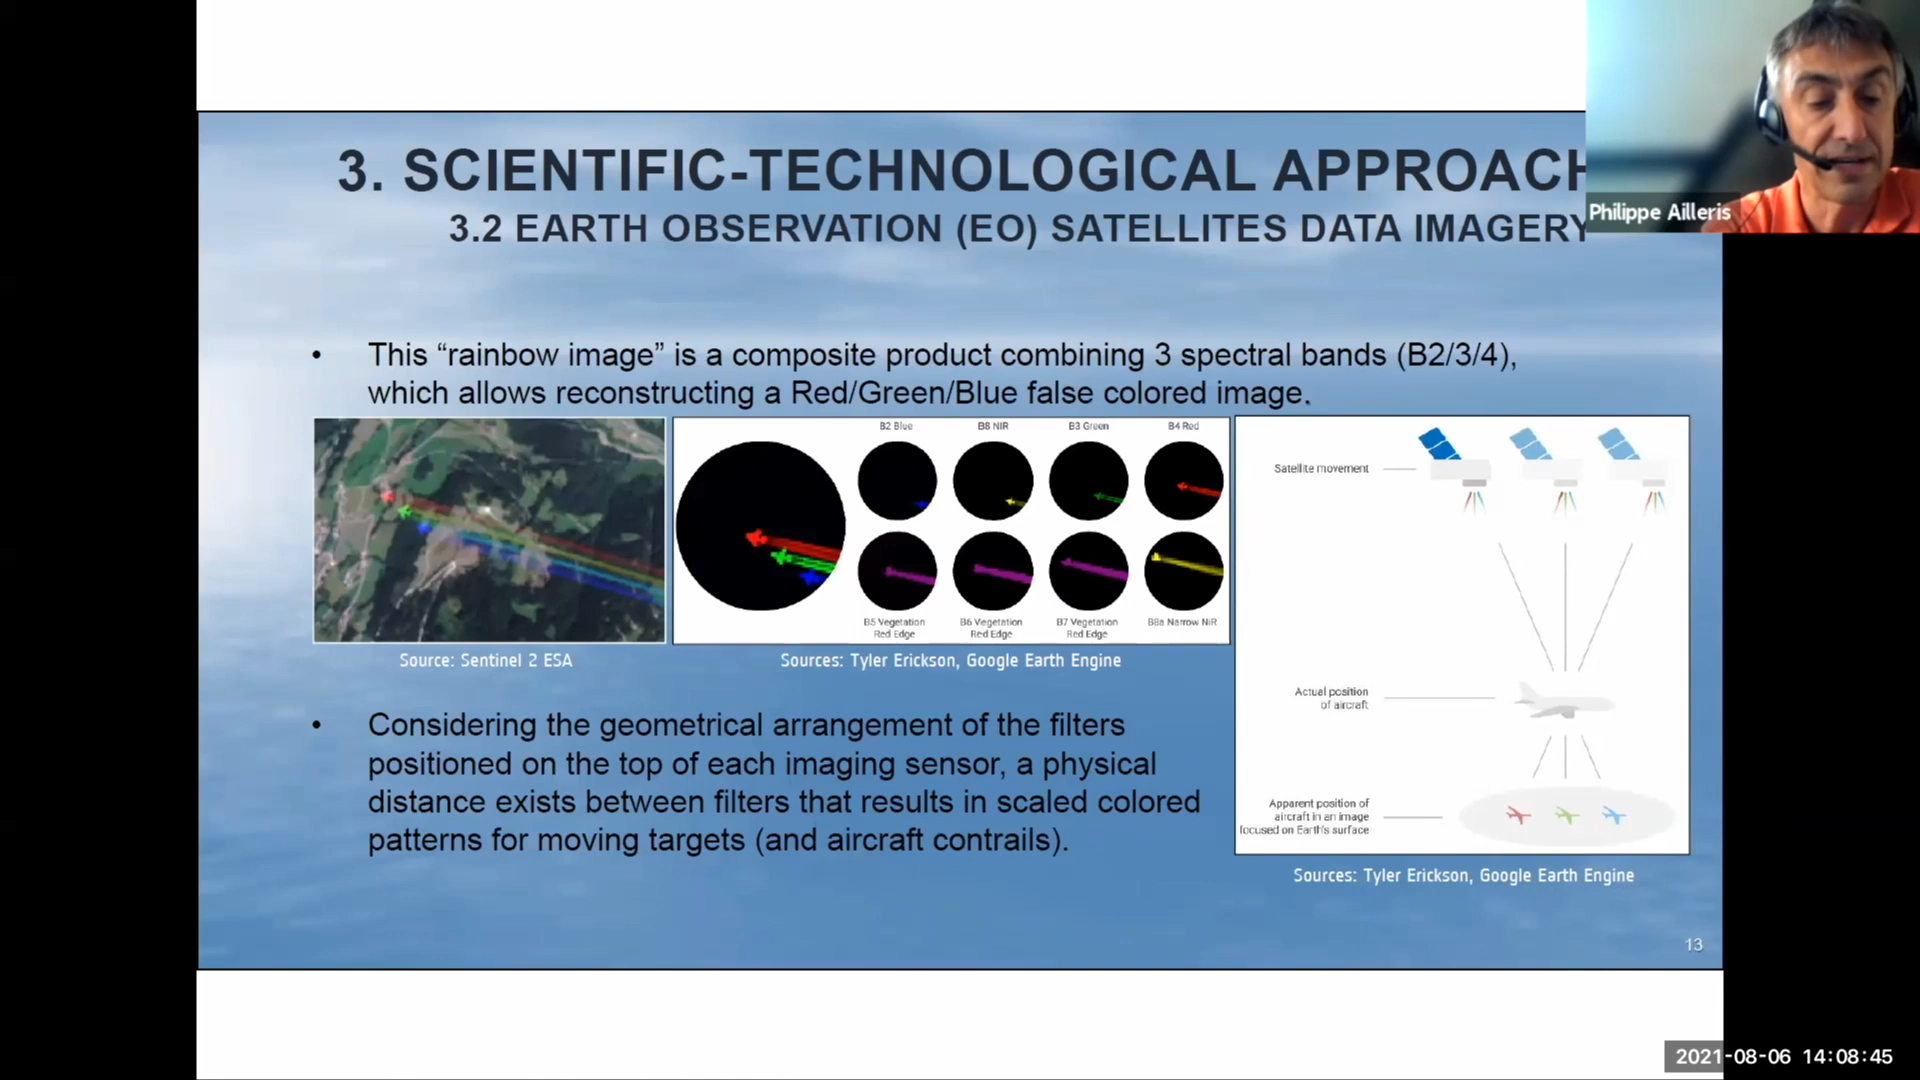 3. SCIENTIFIC-TECHNOLOGICAL APPROACH
3.2 EARTH OBSERVATION (EO) SATELLITES DATA IMAGERY
Philippe Ailleris
• This “rainbow image” is a composite product combining 3 spectral bands (B2/3/4),
which allows reconstructing a Red/Green/Blue false colored image.
B2 Blue
B8 NIR
B3 Green
B4 Red
B5 Vegetation
Red Edge
B6 Vegetation
Red Edge
B7 Vegetation
Red Edge
B8a Narrow NiR
Source: Sentinel 2 ESA
Sources: Tyler Erickson, Google Earth Engine
Satellite movement
Actual position
of aircraft
Apparent position of
aircraft in an image
focused on Earth's surface
Sources: Tyler Erickson, Google Earth Engine
• Considering the geometrical arrangement of the filters
positioned on the top of each imaging sensor, a physical
distance exists between filters that results in scaled colored
patterns for moving targets (and aircraft contrails).
13
2021-08-06 14:08:45